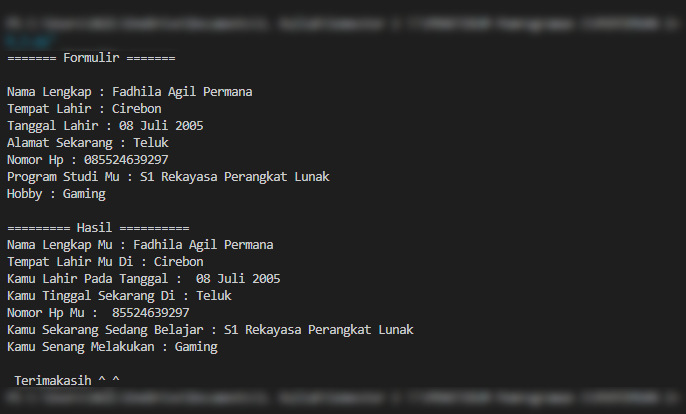 ======= Formulir =======
Nama Lengkap : Fadhila Agil Permana
Tempat Lahir : Cirebon
Tanggal Lahir : 08 Juli 2005
Alamat Sekarang : Teluk
Nomor Hp : 085524639297
Program Studi Mu : S1 Rekayasa Perangkat Lunak
Hobby : Gaming
========= Hasil ==========
Nama Lengkap Mu : Fadhila Agil Permana
Tempat Lahir Mu Di : Cirebon
Kamu Lahir Pada Tanggal :  08 Juli 2005
Kamu Tinggal Sekarang Di : Teluk
Nomor Hp Mu :  85524639297
Kamu Sekarang Sedang Belajar : S1 Rekayasa Perangkat Lunak
Kamu Senang Melakukan : Gaming
Terimakasih ^ ^